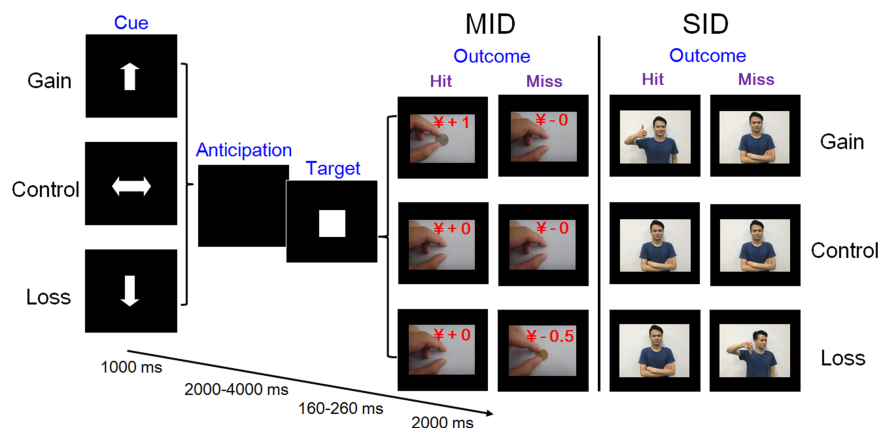 MID
SID
Cue
Outcome
Outcome
Hit
Miss
Hit
Miss
Gain
¥+1
¥-0
Gain
Anticipation
Target
Control
¥+0
¥-0
Control
Loss
¥+0
¥-0.5
Loss
1000 ms
2000-4000 ms
160-260 ms
2000 ms